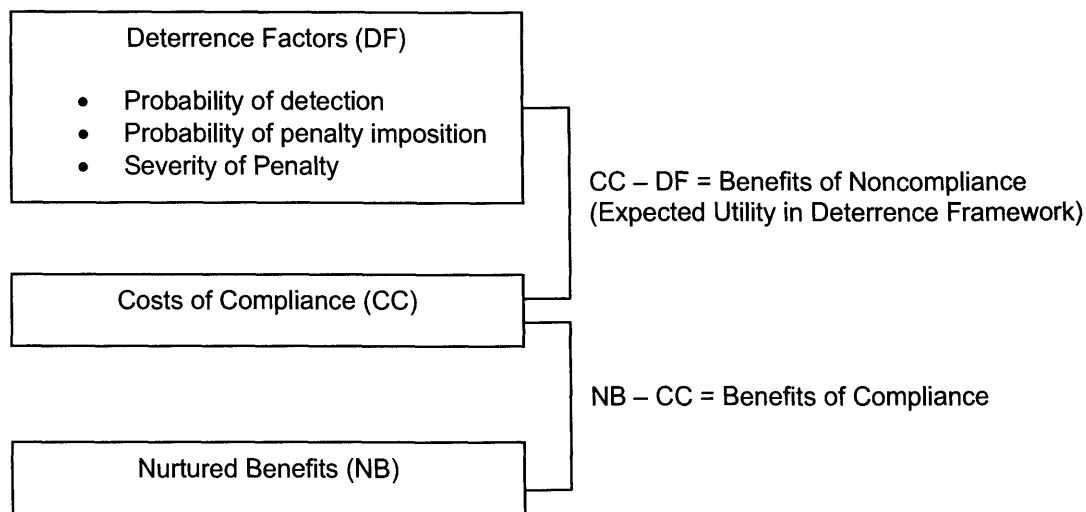 Deterrence Factors (DF)
• Probability of detection
• Probability of penalty imposition
• Severity of Penalty
CC – DF = Benefits of Noncompliance
(Expected Utility in Deterrence Framework)
Costs of Compliance (CC)
NB – CC = Benefits of Compliance
Nurtured Benefits (NB)